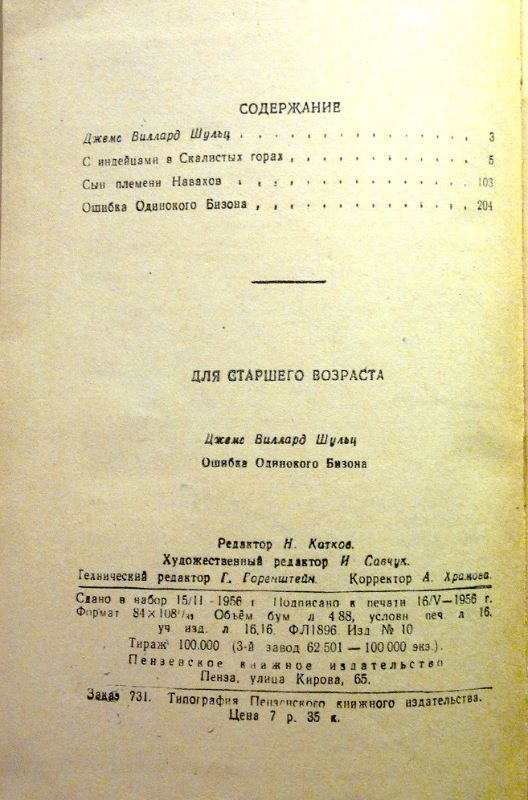 СОДЕРЖАНИЕ
Джемс Виллард Шульц . . . . . . . . . . . . 3
С индейцами в Скалистых горах . . . . . . . . . 5
Сын племени Навахов . . . . . . . . . . . . 103
Ошибка Одинокого Бизона . . . . . . . . . . . 204
ДЛЯ СТАРШЕГО ВОЗРАСТА
Джемс Виллард Шульц
Ошибка Одинокого Бизона
Редактор Н. Катков.
Художественный редактор И Савчук.
Технический редактор Г. Горенштейн. Корректор А. Храмова.
Сдано в набор 15/II -1956 г Подписано к печати 16/V—1956 г.
Формат 84×108 Объём бум л 4 88, условн печ л 16.
уч изд. л 16,16. ФЛ1896. Изд № 10
Тираж 100.000 (3-й завод 62 501 — 100 000 экз.).
Пензенское книжное издательство
Пенза, улица Кирова, 65.
Заказ 731. Типография Пензенского книжного издательства.
Цена 7 р. 35 к.